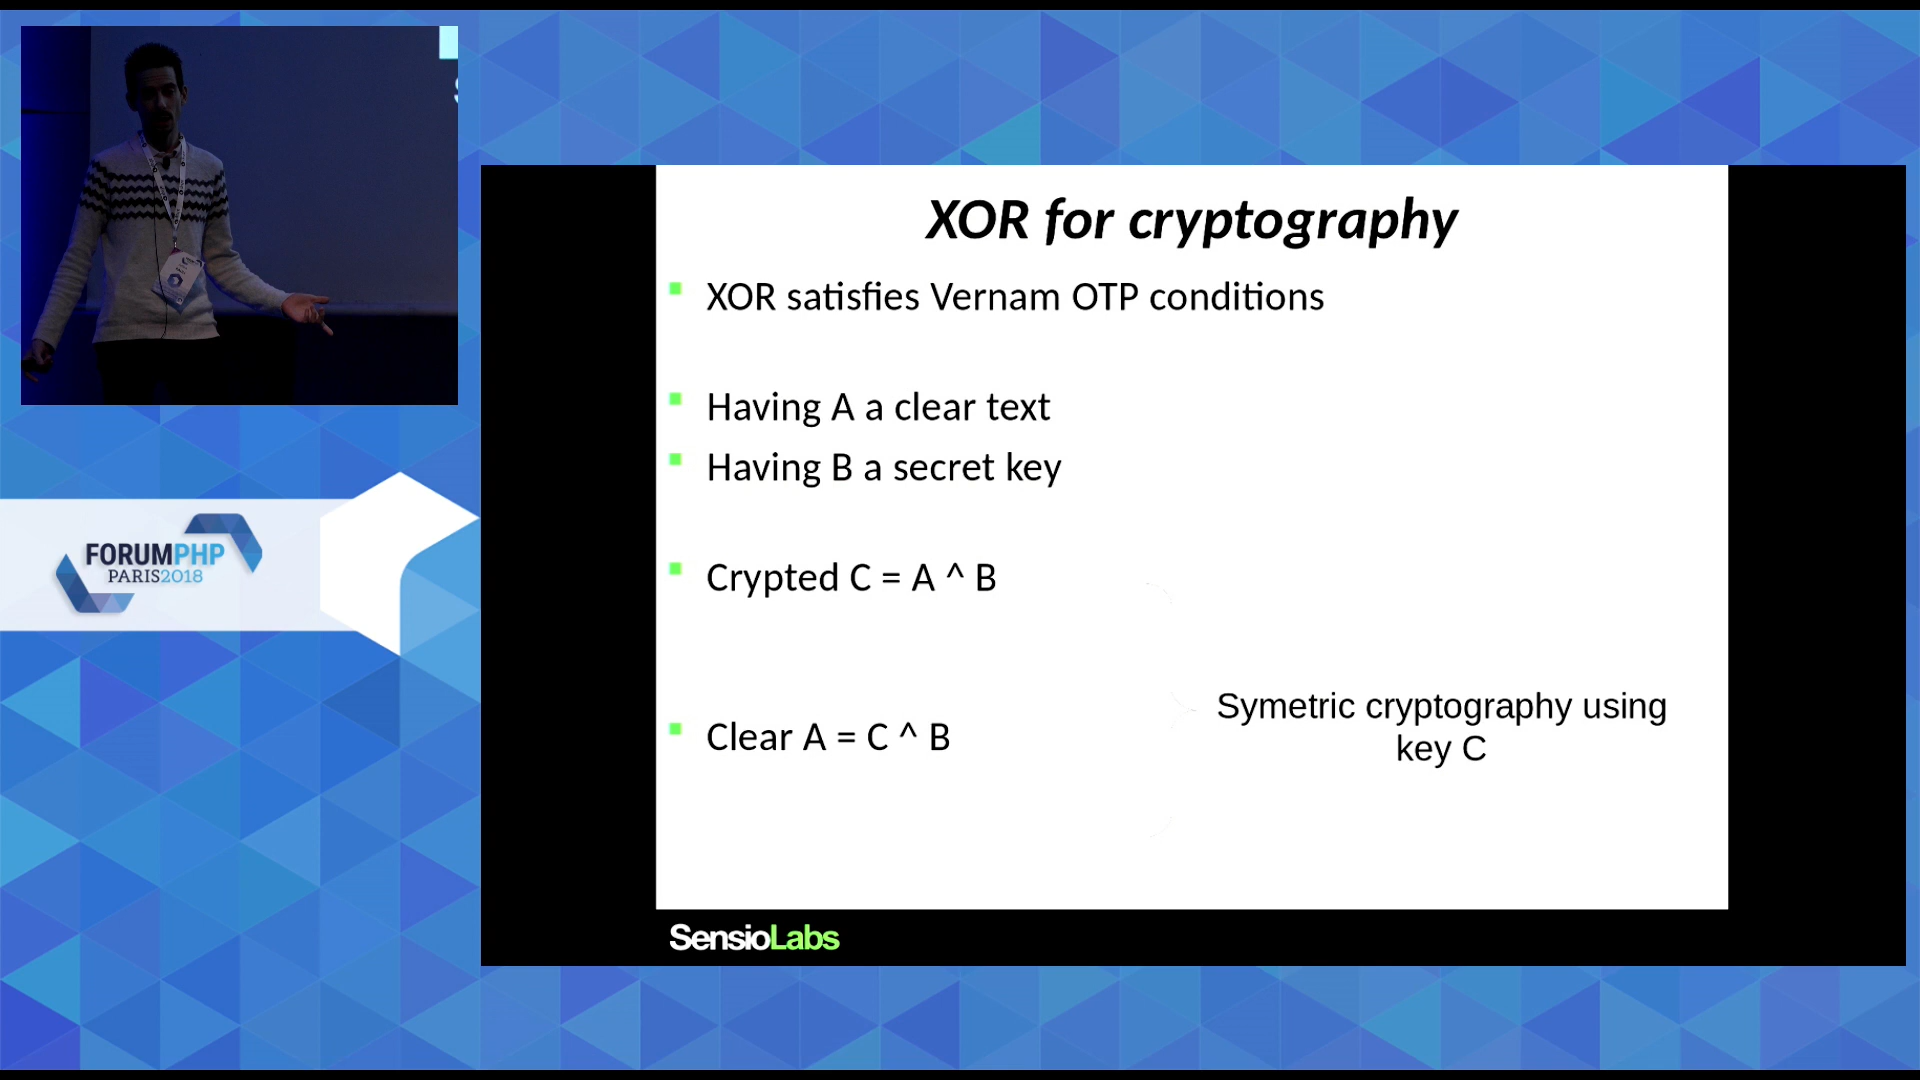 XOR for cryptography
XOR satisfies Vernam OTP conditions
Having A a clear text
Having B a secret key
Crypted C = A ^ B
Clear A = C ^ B
Symetric cryptography using
key C
SensioLabs
FORUMPHP
PARIS2018